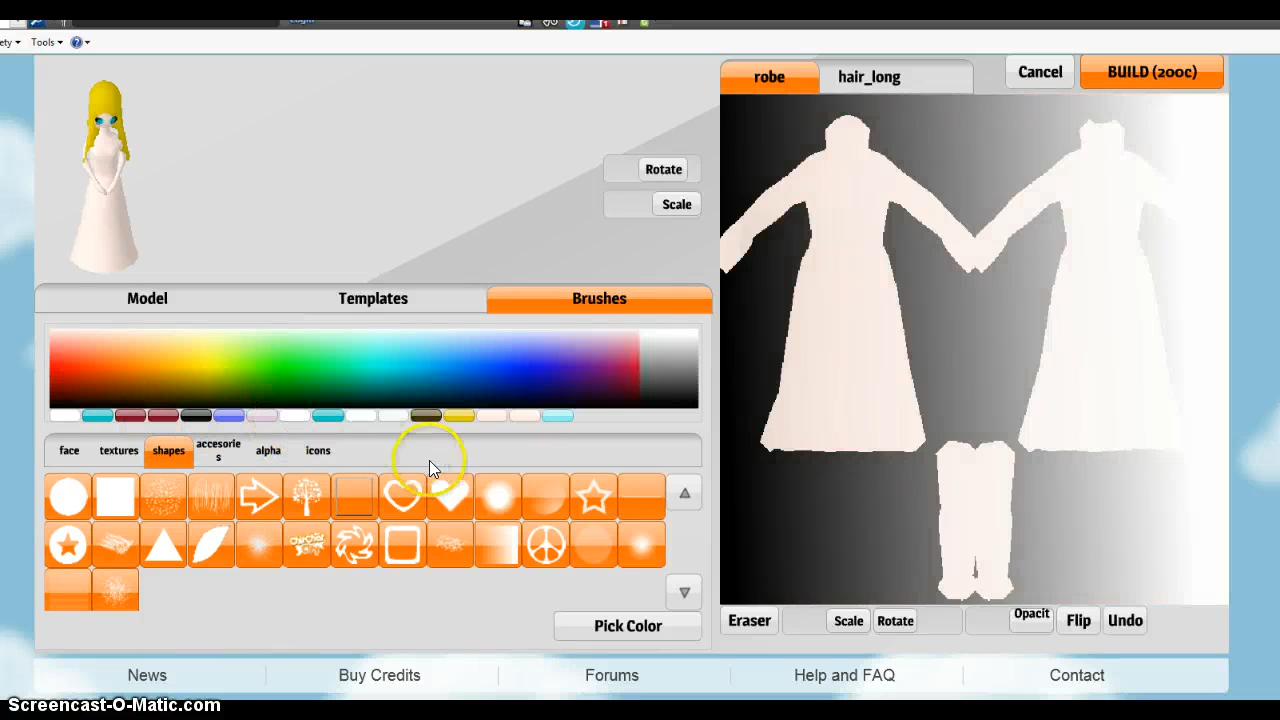 ety
Tools
robe
hair_long
Cancel
BUILD (200c)
Rotate
Scale
Model
Templates
Brushes
face
textures
shapes
accesorie
s
alpha
icons
Pick Color
Eraser
Scale
Rotate
Opacit
Flip
Undo
News
Buy Credits
Forums
Help and FAQ
Contact
Screencast-O-Matic.com